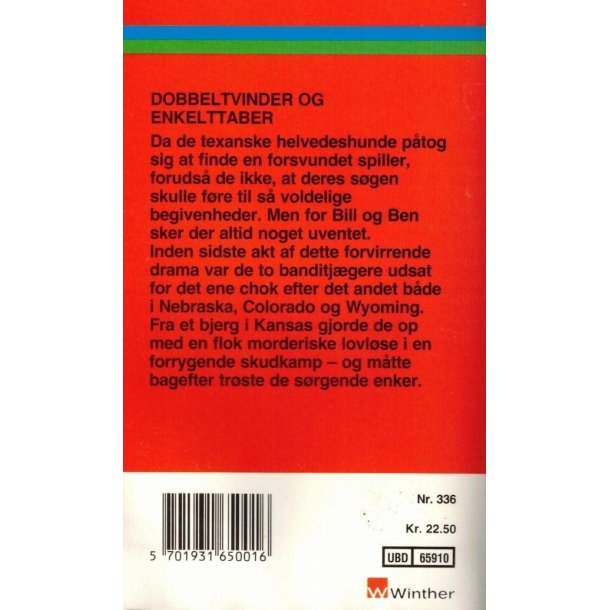 DOBBELTVINDER OG
ENKELTTABER
Da de texanske helvedeshunde påtog
sig at finde en forsvundet spiller,
forudså de ikke, at deres søgen
skulle føre til så voldelige
begivenheder. Men for Bill og Ben
sker der altid noget uventet.
Inden sidste akt af dette forvirrende
drama var de to banditjægere udsat
for det ene chok efter det andet både
i Nebraska, Colorado og Wyoming.
Fra et bjerg i Kansas gjorde de op
med en flok morderiske lovløse i en
forrygende skudkamp – og måtte
bagefter trøste de sørgende enker.
Nr. 336
Kr. 22.50
5 701931 650016
UBD 65910
Winther